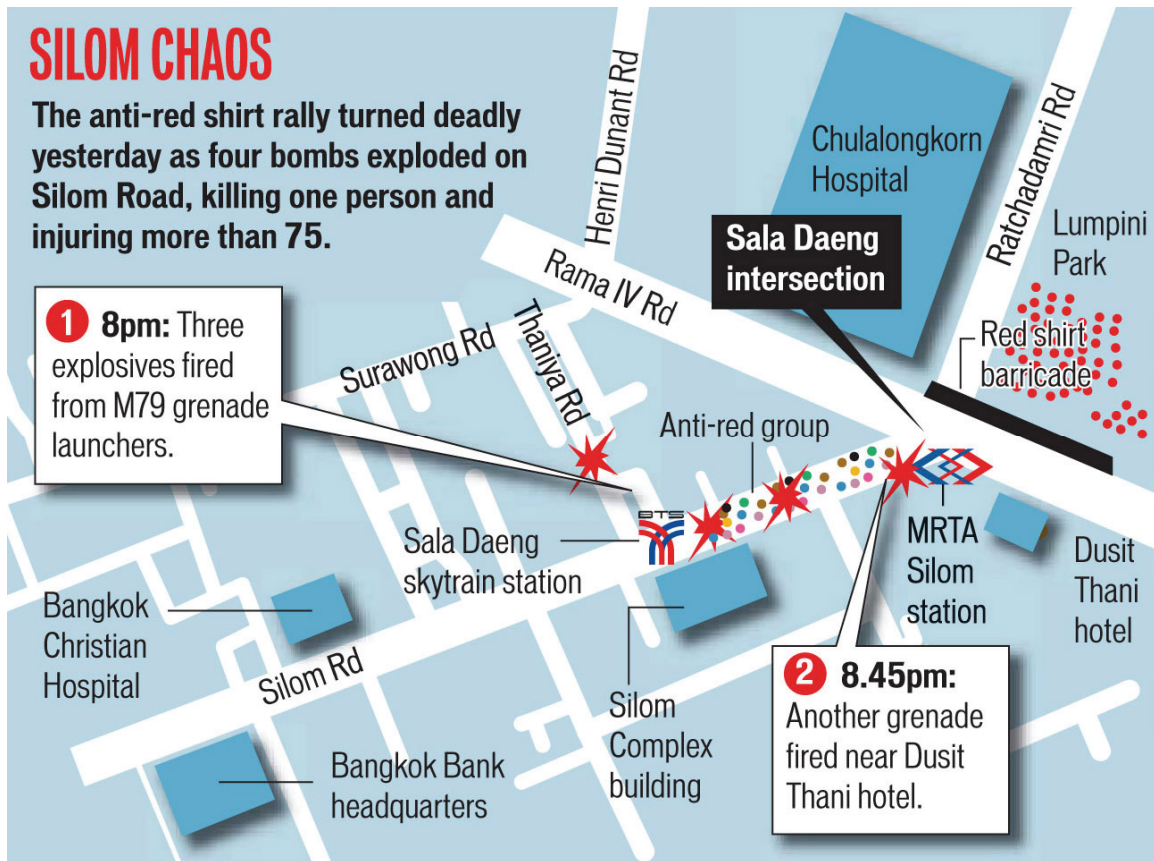 SILOM CHAOS
The anti-red shirt rally turned deadly
yesterday as four bombs exploded on
Silom Road, killing one person and
injuring more than 75.
1 8pm: Three
explosives fired
from M79 grenade
launchers.
Henri Dunant Rd
Rama IV Rd
Surawong Rd
Thaniya Rd
Chulalongkorn
Hospital
Ratchadamri Rd
Lumpini
Park
Sala Daeng
intersection
Red shirt
barricade
Anti-red group
BTS
Sala Daeng
skytrain station
MRTA
Silom
station
Dusit
Thani
hotel
Bangkok
Christian
Hospital
Silom Rd
Silom
Complex
building
Bangkok Bank
headquarters
2 8.45pm:
Another grenade
fired near Dusit
Thani hotel.